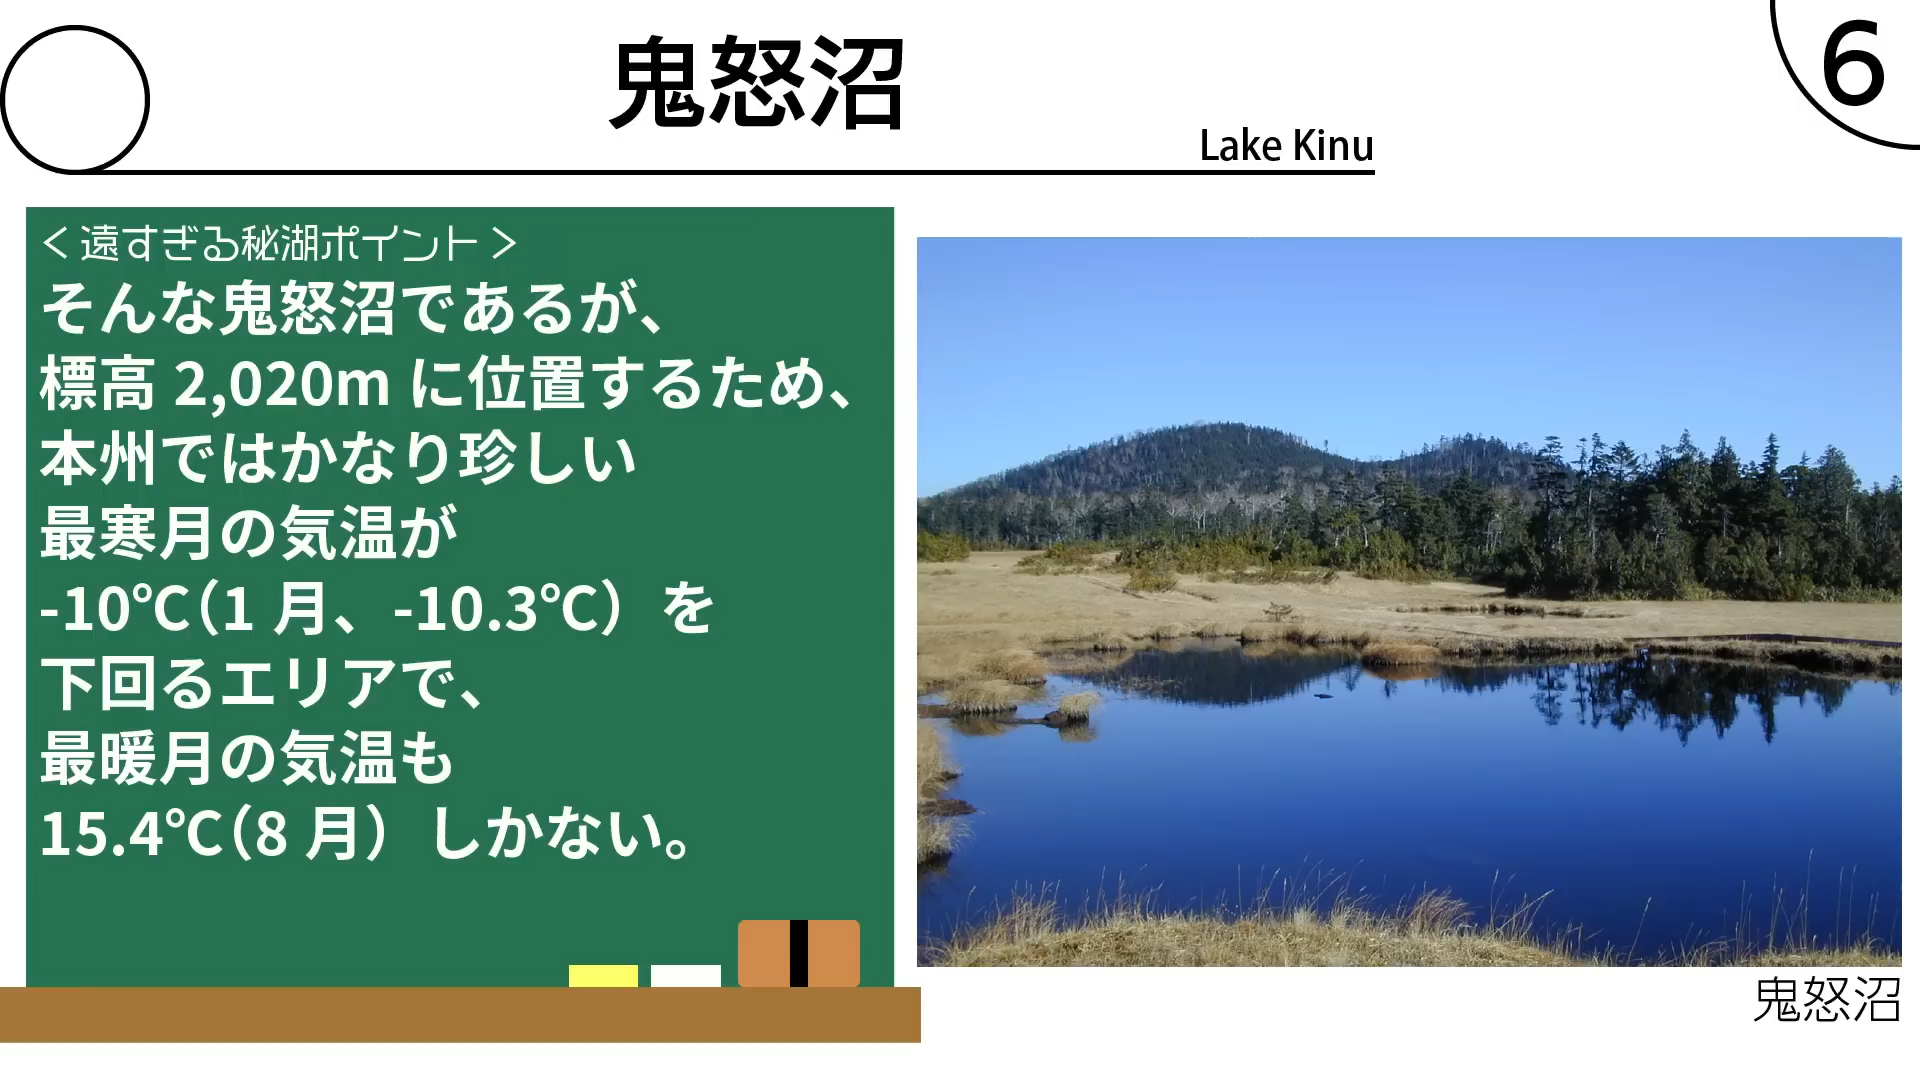 鬼怒沼
Lake Kinu
6
＜遠すぎる秘湖ポイント＞
そんな鬼怒沼であるが、
標高 2,020m に位置するため、
本州ではかなり珍しい
最寒月の気温が
-10℃（1 月、-10.3℃）を
下回るエリアで、
最暖月の気温も
15.4℃（8 月）しかない。
鬼怒沼